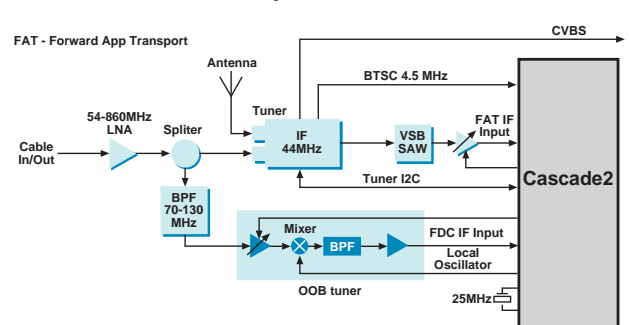 CVBS
FAT - Forward App Transport
Antenna
BTSC 4.5 MHz
54-860MHz
LNA
Spliter
Tuner
IF
44MHz
VSB
SAW
FAT IF
Input
Cable
In/Out
Tuner I2C
Cascade2
BPF
70-130
MHz
Mixer
BPF
FDC IF Input
Local
Oscillator
OOB tuner
25MHz